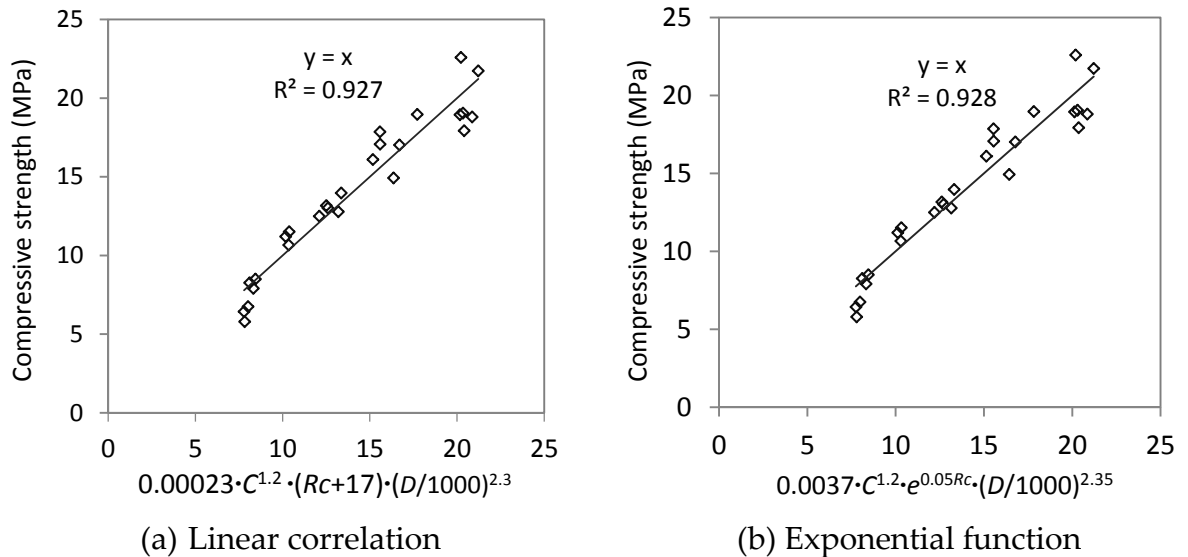 25
20
15
10
5
0
Compressive strength (MPa)
y = x
R² = 0.927
0 5 10 15 20 25
0.00023·C^1.2·(Rc+17)·(D/1000)^2.3
(a) Linear correlation
25
20
15
10
5
0
Compressive strength (MPa)
y = x
R² = 0.928
0 5 10 15 20 25
0.0037·C^1.2·e^0.05Rc·(D/1000)^2.35
(b) Exponential function